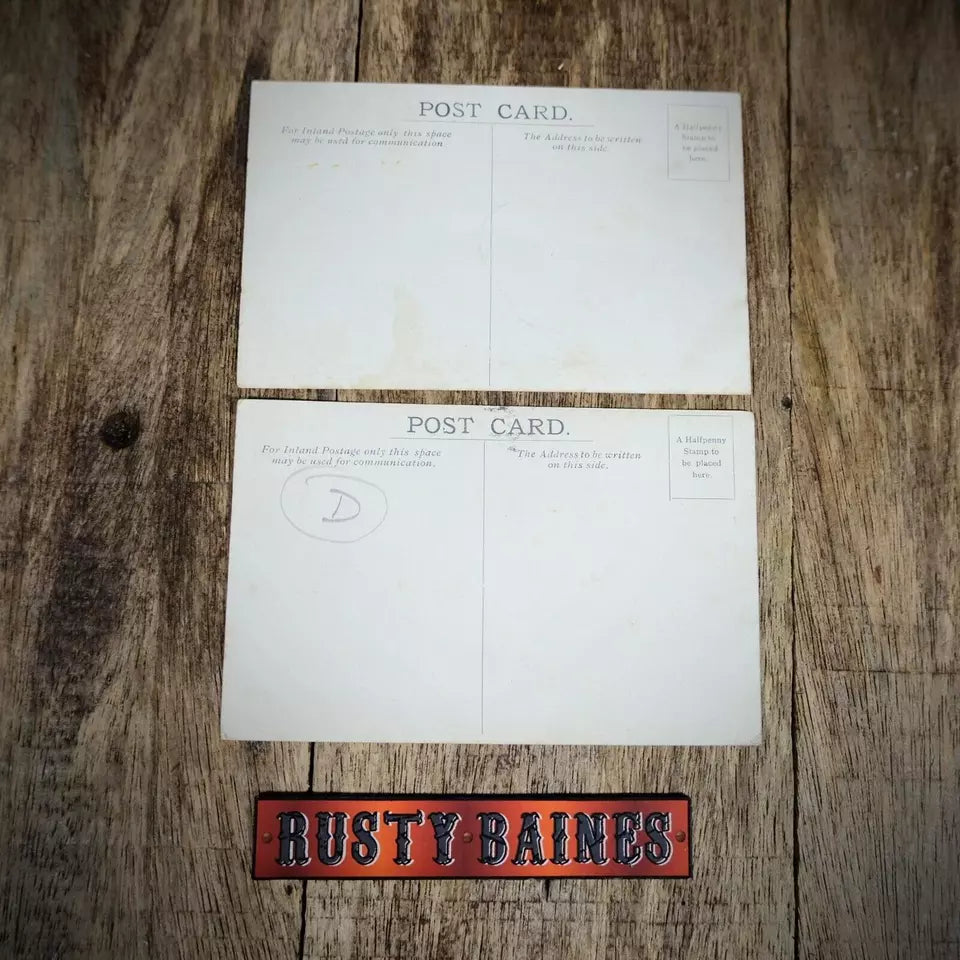 POST CARD.
For Inland Postage only this space
may be used for communication.
The Address to be written
on this side.
A Halfpenny
Stamp to
be placed
here.
POST CARD.
For Inland Postage only this space
may be used for communication.
The Address to be written
on this side.
A Halfpenny
Stamp to
be placed
here.
D
RUSTY BAINES